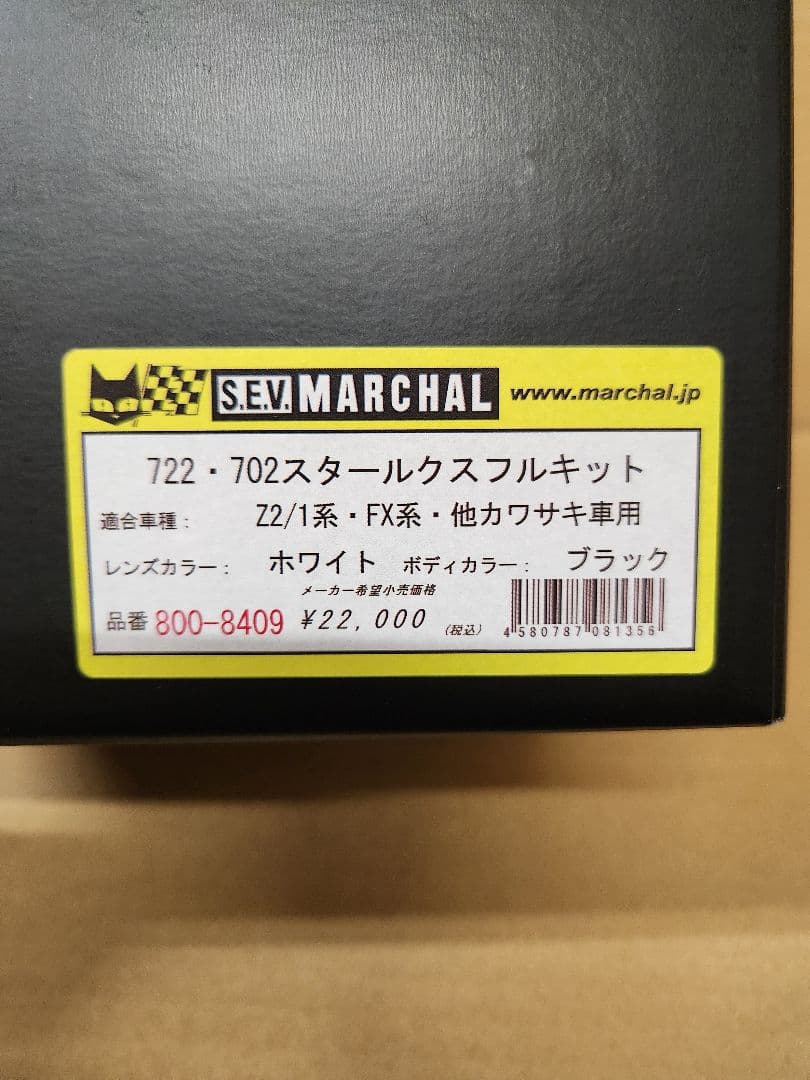 S.E.V. MARCHAL www.marchal.jp
722・702スタールクスフルキット
適合車種： Z2/1系・FX系・他カワサキ車用
レンズカラー： ホワイト ボディカラー： ブラック
メーカー希望小売価格
品番 800-8409 ¥22,000 (税込) 4580787081356